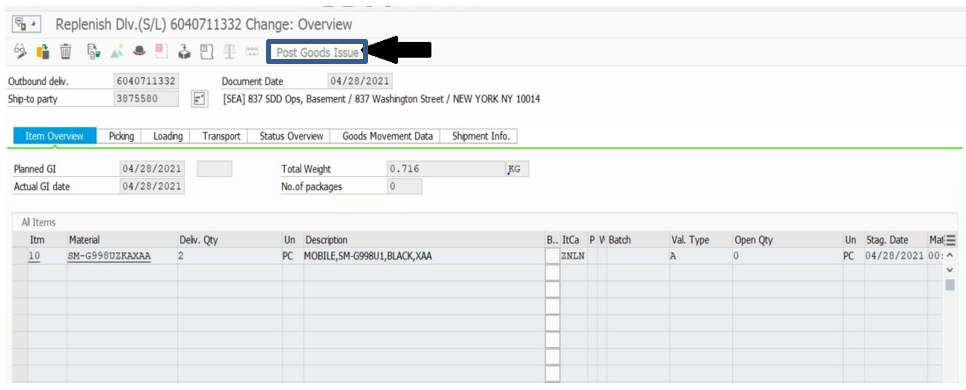 Replenish Dlv.(S/L) 6040711332 Change: Overview
Post Goods Issue
Outbound deliv. 6040711332 Document Date 04/28/2021
Ship-to party 3875580 [SEA] 837 SDD Ops, Basement / 837 Washington Street / NEW YORK NY 10014
Item Overview Picking Loading Transport Status Overview Goods Movement Data Shipment Info.
Planned GI 04/28/2021 Total Weight 0.716 KG
Actual GI date 04/28/2021 No.of packages 0
All Items
Itm Material Deliv. Qty Un Description B.. ItCa P W Batch Val. Type Open Qty Un Stag. Date Mat
10 SM-G998UZKAXAA 2 PC MOBILE,SM-G998U1,BLACK,XAA ZNLN A 0 PC 04/28/2021 00: